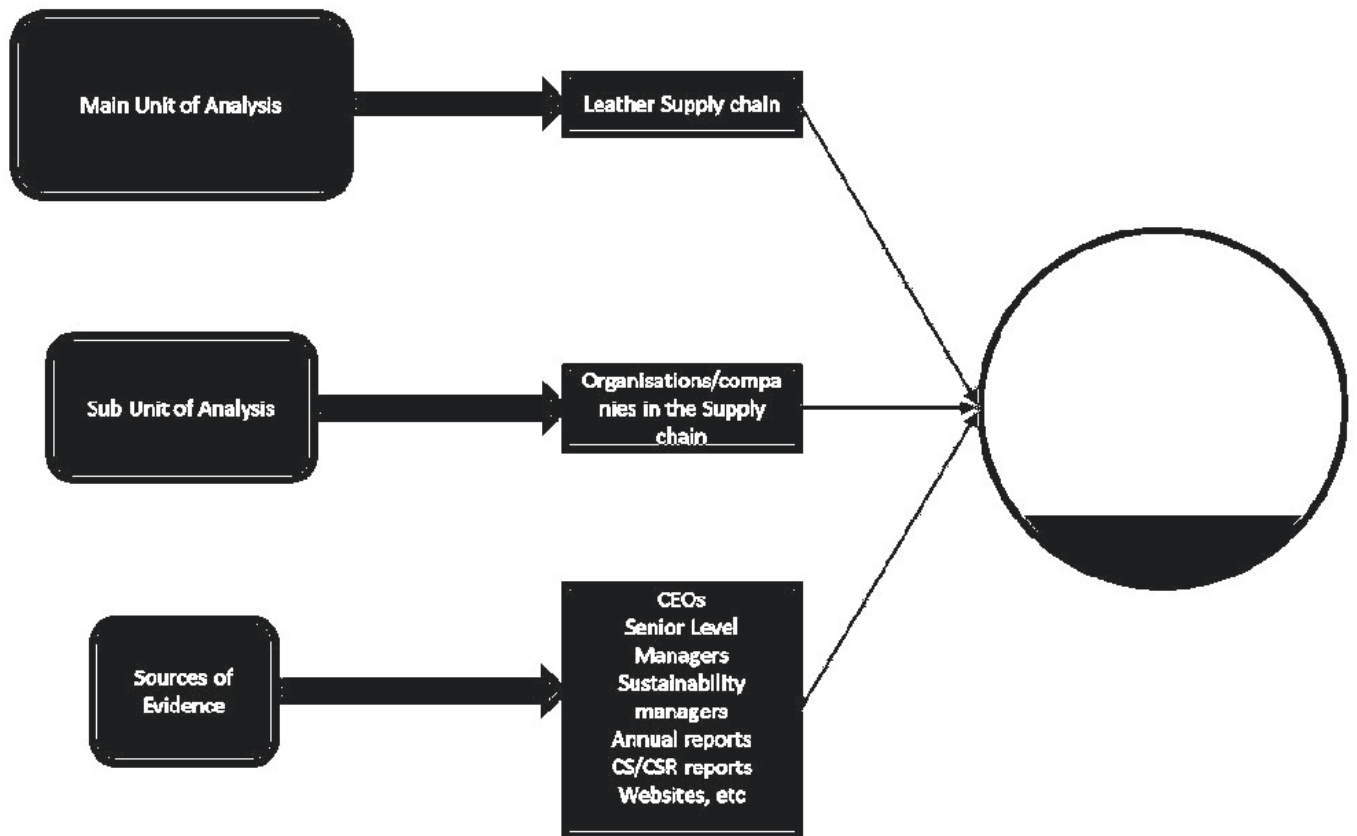 Main Unit of Analysis
Leather Supply chain
Sub Unit of Analysis
Organisations/compa
nies in the Supply
chain
Sources of
Evidence
CEOs
Senior Level
Managers
Sustainability
managers
Annual reports
CS/CSR reports
Websites, etc